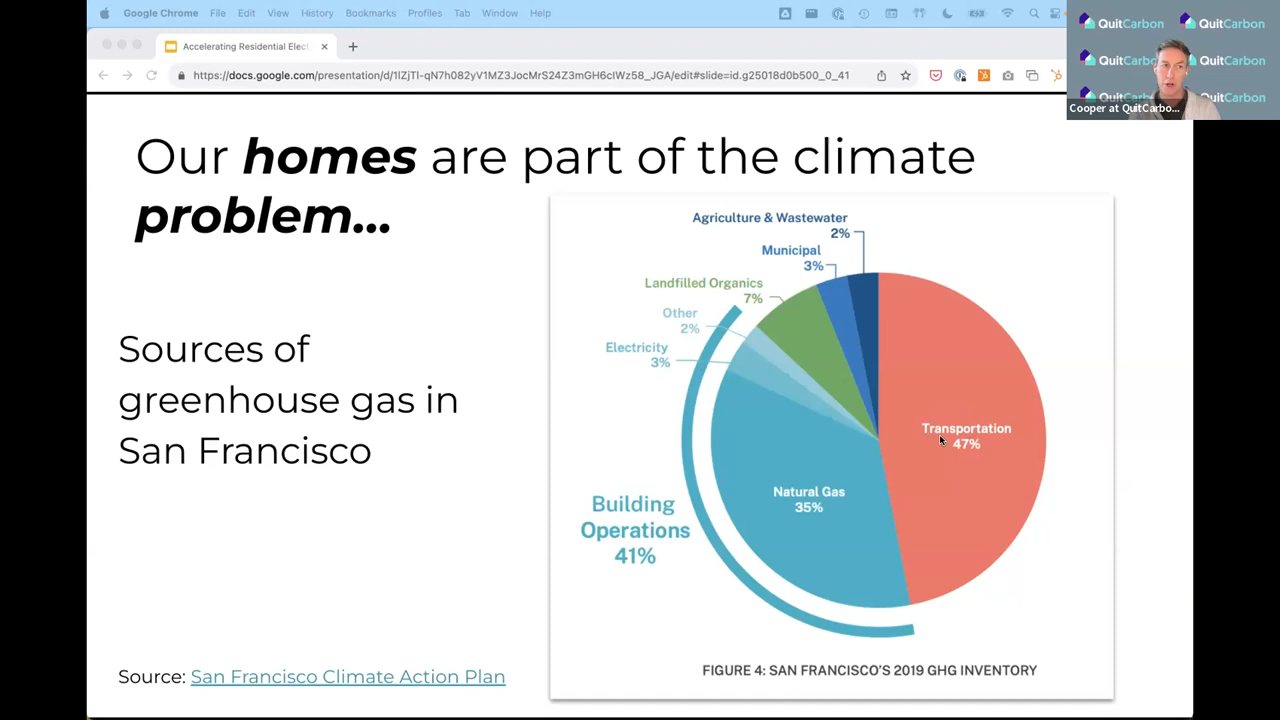 Google Chrome File Edit View History Bookmarks Profiles Tab Window Help
Accelerating Residential Elect
https://docs.google.com/presentation/d/1IZjTI-qN7h082yV1MZ3JocMrS24Z3mGH6cIWz58_JGA/edit#slide=id.g25018d0b500_0_41
QuitCarbon QuitCarbon
QuitCarbon
Carbon
QuitCarbon
Carbon
Cooper at QuitCarbo...
Our homes are part of the climate
problem...
Sources of
greenhouse gas in
San Francisco
Source: San Francisco Climate Action Plan
Agriculture & Wastewater
2%
Municipal
3%
Landfilled Organics
7%
Other
2%
Electricity
3%
Transportation
47%
Natural Gas
35%
Building
Operations
41%
FIGURE 4: SAN FRANCISCO'S 2019 GHG INVENTORY